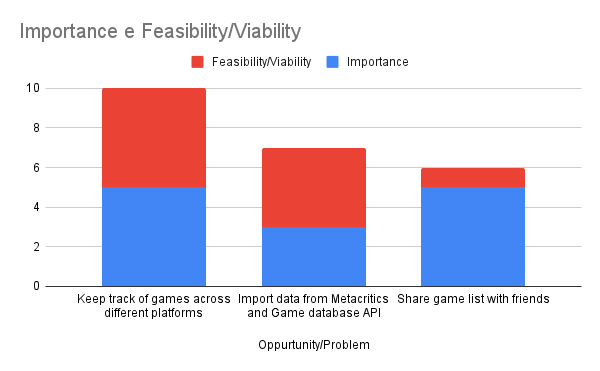 Importance e Feasibility/Viability
Feasibility/Viability Importance
10
8
6
4
2
0
Keep track of games across
different platforms
Import data from Metacritics
and Game database API
Share game list with friends
Oppurtunity/Problem